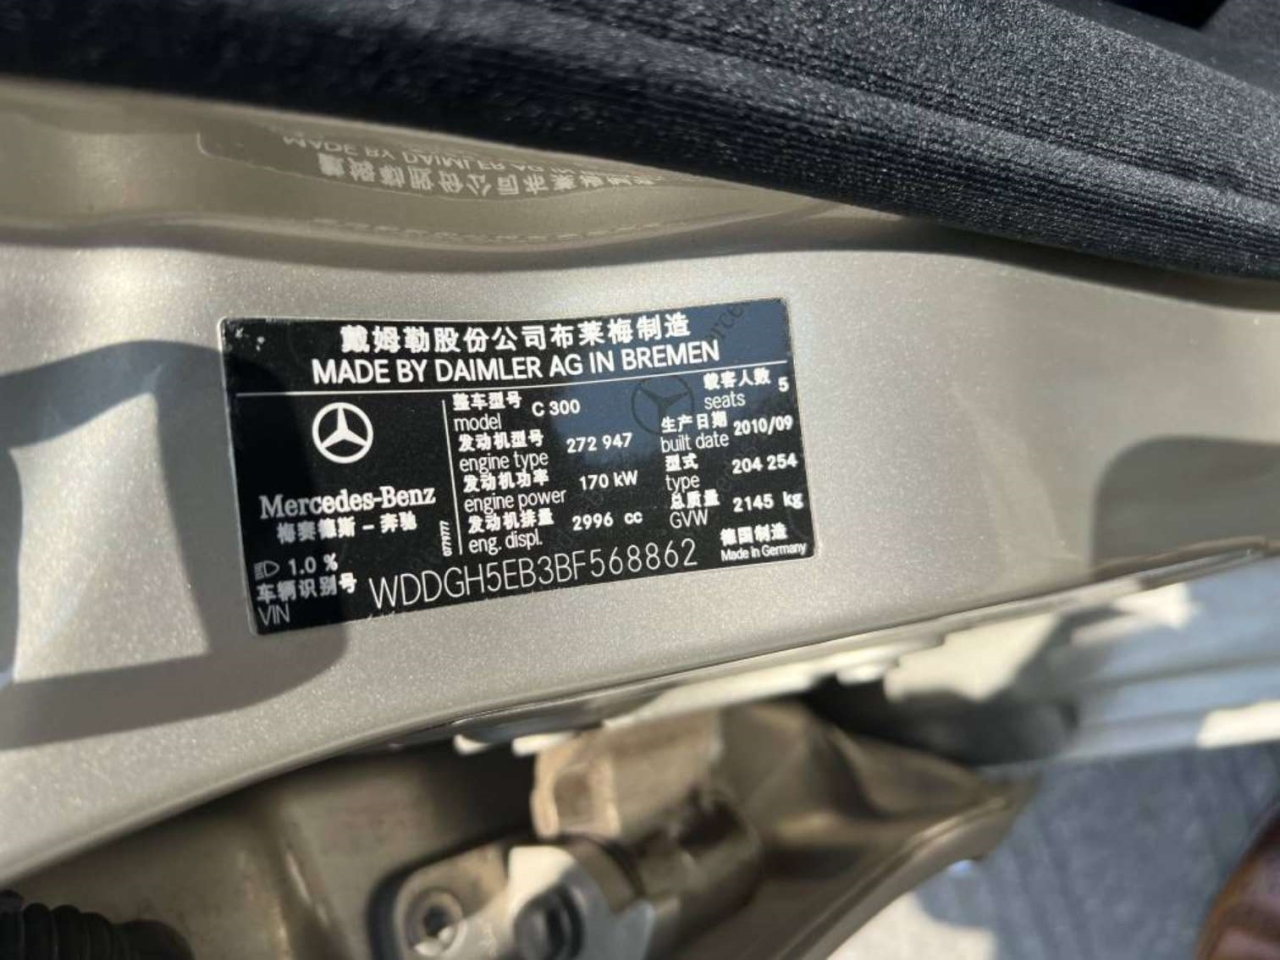 戴姆勒股份公司布莱梅制造
MADE BY DAIMLER AG IN BREMEN
Mercedes-Benz
梅赛德斯-奔驰
1.0 %
0779777
整车型号 C 300
model
发动机型号 272 947
engine type
发动机功率 170 kW
engine power
发动机排量 2996 cc
eng. displ.
载客人数 5
seats
生产日期 2010/09
built date
型式 204 254
type
总质量 2145 kg
GVW
德国制造
Made in Germany
车辆识别号 WDDGH5EB3BF568862
VIN